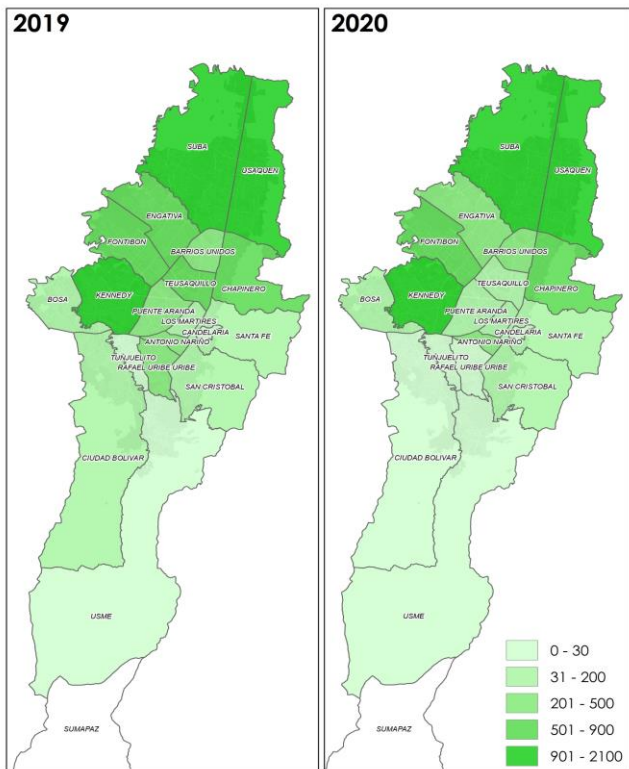 2019
SUBA
USAQUEN
ENGATIVA
FONTIBON
BARRIOS UNIDOS
TEUSAQUILLO
CHAPINERO
BOSA
KENNEDY
PUENTE ARANDA
LOS MARTIRES
CANDELARIA
SANTA FE
ANTONIO NARIÑO
TUNJUELITO
RAFAEL URIBE URIBE
SAN CRISTOBAL
CIUDAD BOLIVAR
USME
SUMAPAZ
2020
SUBA
USAQUEN
ENGATIVA
FONTIBON
BARRIOS UNIDOS
TEUSAQUILLO
CHAPINERO
BOSA
KENNEDY
PUENTE ARANDA
LOS MARTIRES
CANDELARIA
SANTA FE
ANTONIO NARIÑO
TUNJUELITO
RAFAEL URIBE URIBE
SAN CRISTOBAL
CIUDAD BOLIVAR
USME
SUMAPAZ
0 - 30
31 - 200
201 - 500
501 - 900
901 - 2100